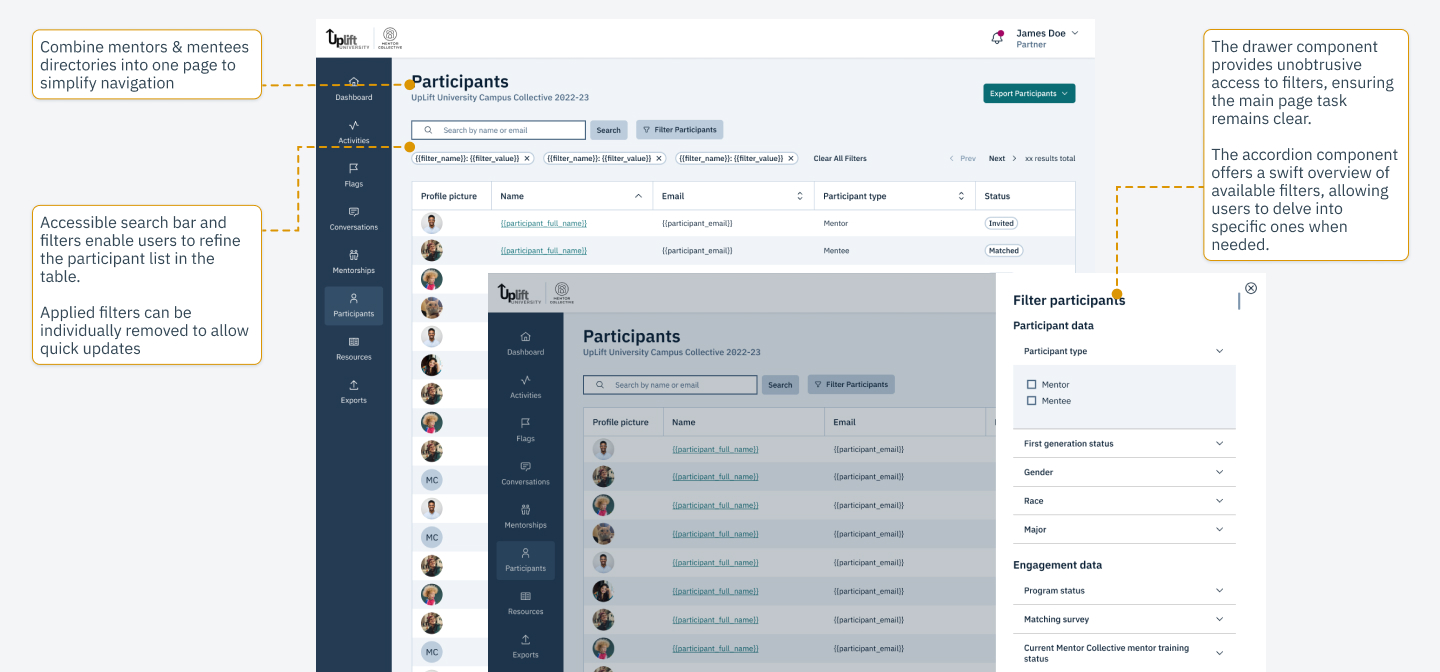 Combine mentors & mentees
directories into one page to
simplify navigation
Accessible search bar and
filters enable users to refine
the participant list in the
table.
Applied filters can be
individually removed to allow
quick updates
The drawer component
provides unobtrusive
access to filters, ensuring
the main page task
remains clear.
The accordion component
offers a swift overview of
available filters, allowing
users to delve into
specific ones when
needed.
Uplift
UNIVERSITY
MENTOR
COLLECTIVE
James Doe
Partner
Dashboard
Activities
Flags
Conversations
Mentorships
Participants
Resources
Exports
Participants
UpLift University Campus Collective 2022-23
Export Participants
Search by name or email
Search
Filter Participants
{{filter_name}}: {{filter_value}}
{{filter_name}}: {{filter_value}}
{{filter_name}}: {{filter_value}}
Clear All Filters
Prev
Next
xx results total
Profile picture Name Email Participant type Status
{{participant_full_name}} {{participant_email}} Mentor Invited
{{participant_full_name}} {{participant_email}} Mentee Matched
MC
MC
MC
Uplift
UNIVERSITY
MENTOR
COLLECTIVE
Dashboard
Activities
Flags
Conversations
Mentorships
Participants
Resources
Exports
Participants
UpLift University Campus Collective 2022-23
Search by name or email
Search
Filter Participants
Profile picture Name Email
{{participant_full_name}} {{participant_email}}
{{participant_full_name}} {{participant_email}}
{{participant_full_name}} {{participant_email}}
{{participant_full_name}} {{participant_email}}
{{participant_full_name}} {{participant_email}}
{{participant_full_name}} {{participant_email}}
{{participant_full_name}} {{participant_email}}
{{participant_full_name}} {{participant_email}}
Filter participants
Participant data
Participant type
Mentor
Mentee
First generation status
Gender
Race
Major
Engagement data
Program status
Matching survey
Current Mentor Collective mentor training
status